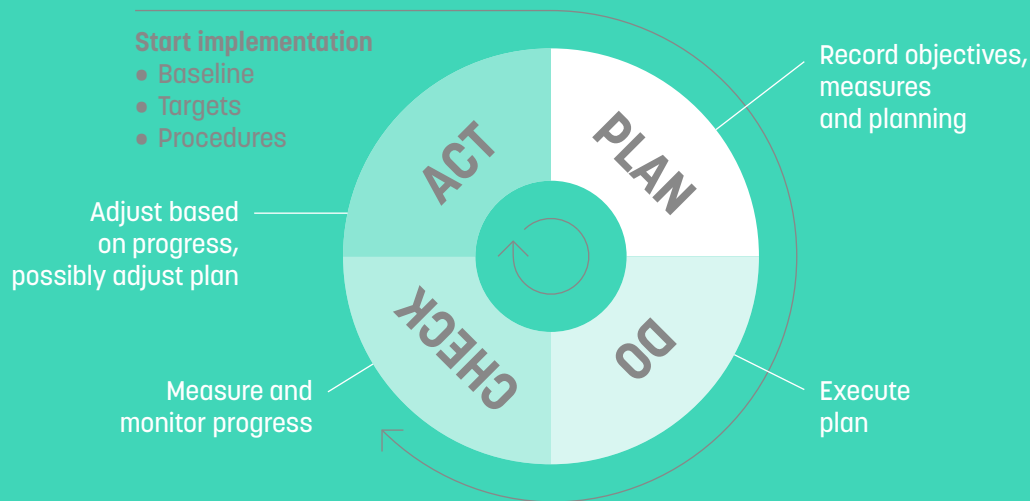 Start implementation
● Baseline
● Targets
● Procedures
PLAN
Record objectives,
measures
and planning
DO
Execute
plan
CHECK
Measure and
monitor progress
ACT
Adjust based
on progress,
possibly adjust plan